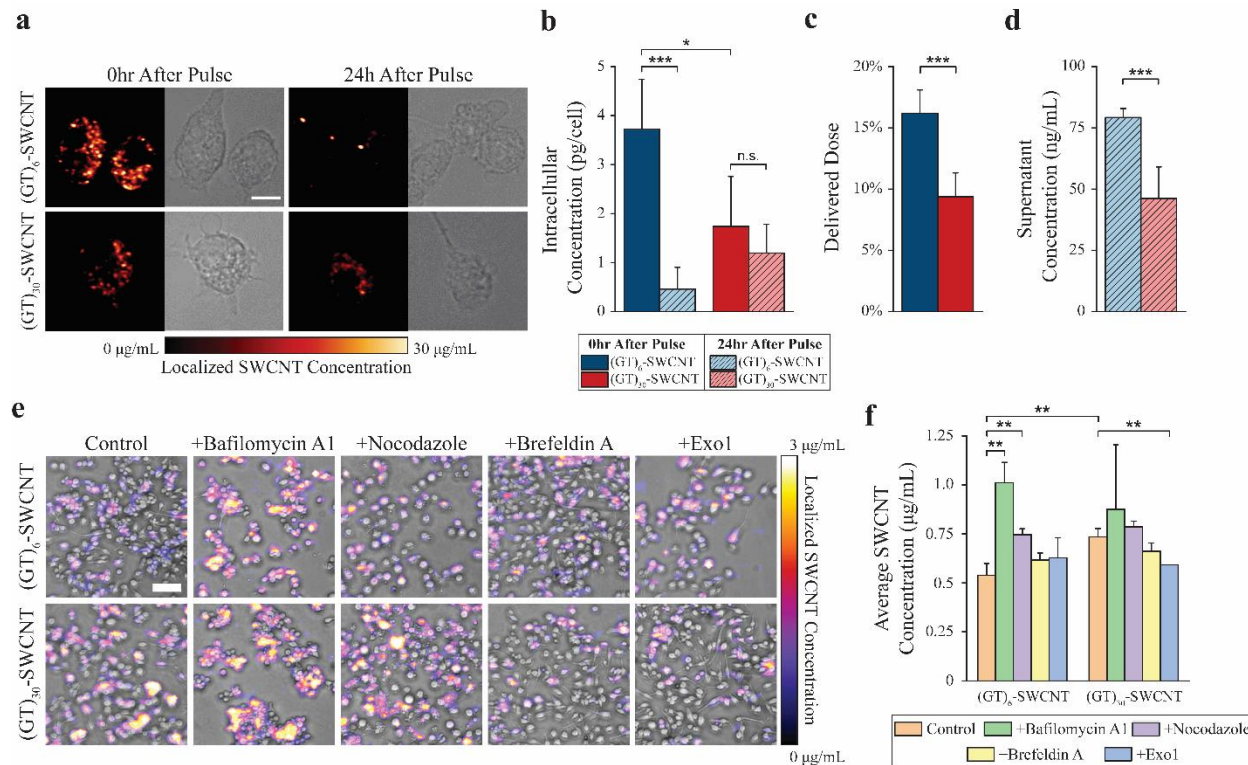 a
0hr After Pulse
24h After Pulse
(GT)6-SWCNT
(GT)30-SWCNT
0 μg/mL
30 μg/mL
Localized SWCNT Concentration
b
Intracellular
Concentration (pg/cell)
5
4
3
2
1
0
*
***
n.s.
c
Delivered Dose
20%
15%
10%
5%
0%
***
d
Supernatant
Concentration (ng/mL)
100
75
50
25
0
***
0hr After Pulse
24hr After Pulse
(GT)6-SWCNT
(GT)6-SWCNT
(GT)30-SWCNT
(GT)30-SWCNT
e
Control
+Bafilomycin A1
+Nocodazole
+Brefeldin A
+Exo1
(GT)6-SWCNT
(GT)30-SWCNT
3 μg/mL
Localized SWCNT Concentration
0 μg/mL
f
Average SWCNT
Concentration (μg/mL)
1.25
1.0
0.75
0.5
0.25
0
**
**
**
**
(GT)6-SWCNT
(GT)30-SWCNT
Control
+Bafilomycin A1
+Nocodazole
+Brefeldin A
+Exo1